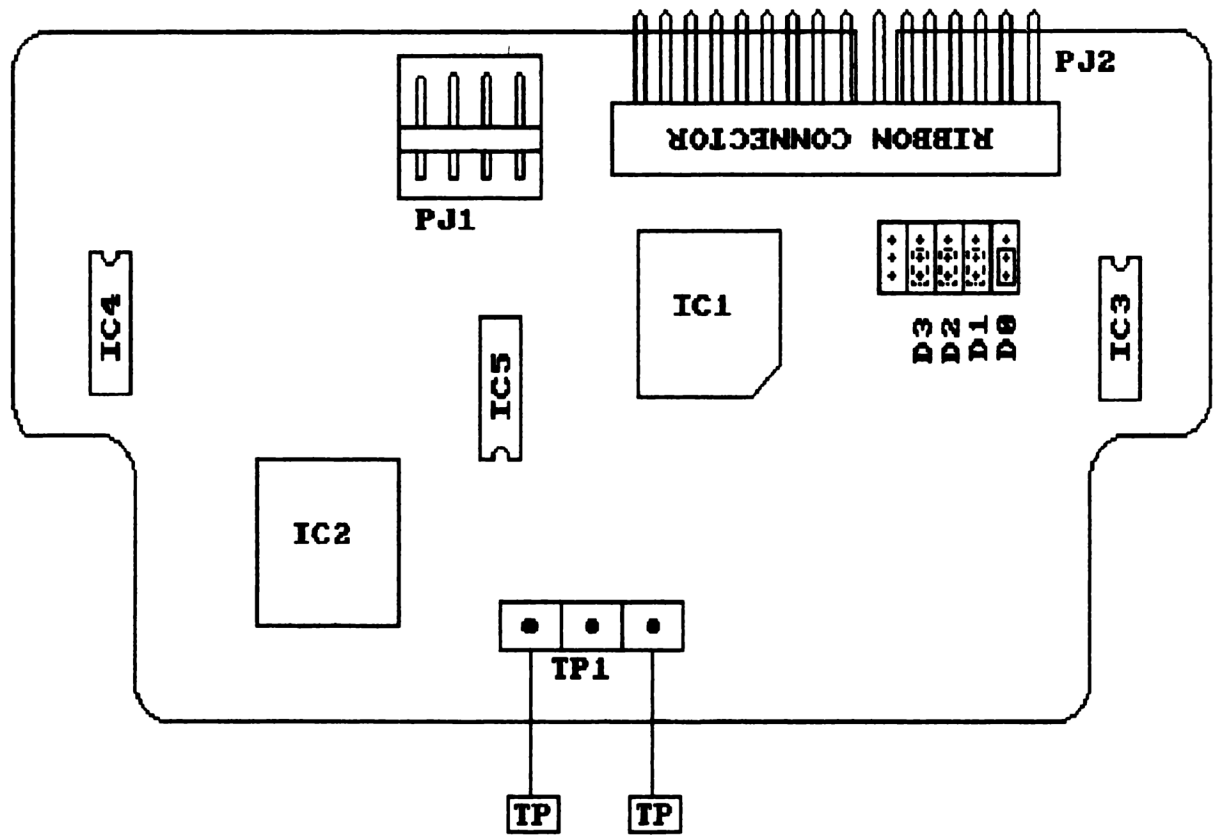 PJ2
RIBBON CONNECTOR
PJ1
IC4
IC1
IC3
D3
D2
D1
D0
IC5
IC2
TP1
TP
TP